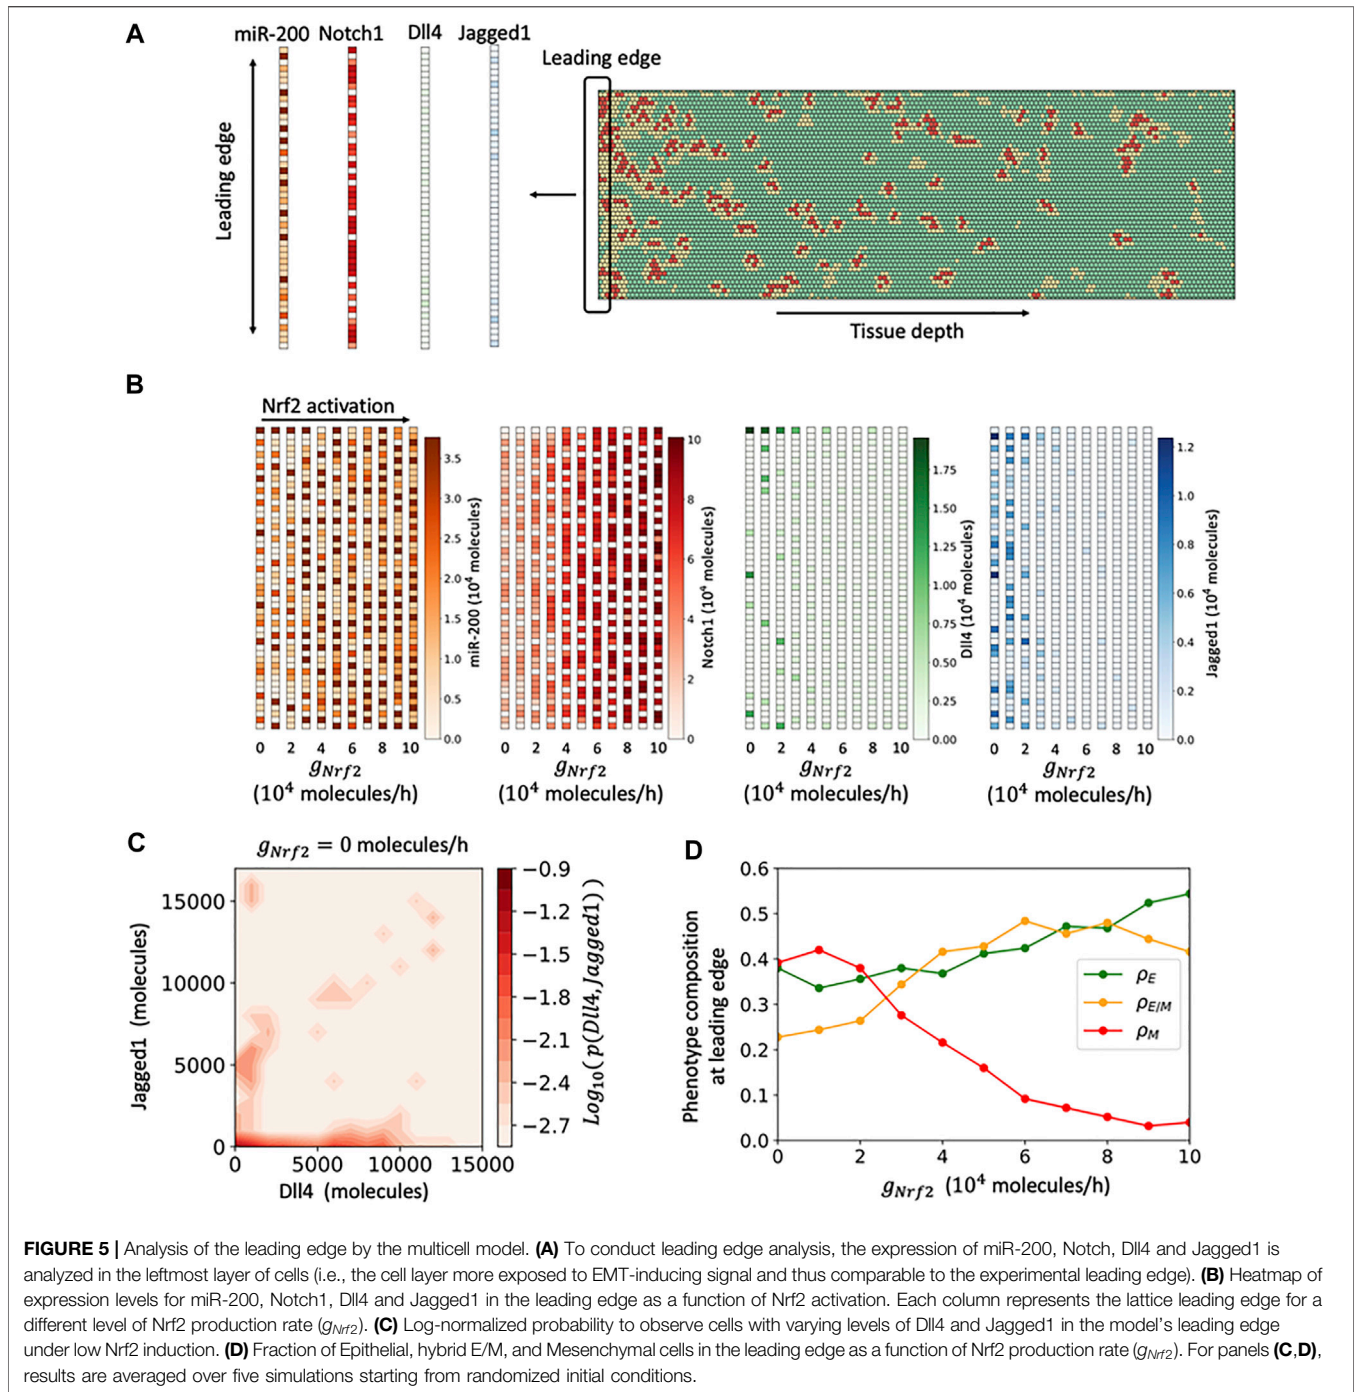 A
miR-200 Notch1 Dll4 Jagged1
Leading edge
Leading edge
Tissue depth
B
Nrf2 activation
3.5
3.0
2.5
2.0
1.5
1.0
0.5
0.0
miR-200 (10⁴ molecules)
0 2 4 6 8 10
g_Nrf2
(10⁴ molecules/h)
10
8
6
4
2
0
Notch1 (10⁴ molecules)
0 2 4 6 8 10
g_Nrf2
(10⁴ molecules/h)
1.75
1.50
1.25
1.00
0.75
0.50
0.25
0.00
Dll4 (10⁴ molecules)
0 2 4 6 8 10
g_Nrf2
(10⁴ molecules/h)
1.2
1.0
0.8
0.6
0.4
0.2
0.0
Jagged1 (10⁴ molecules)
0 2 4 6 8 10
g_Nrf2
(10⁴ molecules/h)
C
g_Nrf2 = 0 molecules/h
15000
10000
5000
0
Jagged1 (molecules)
0 5000 10000 15000
Dll4 (molecules)
−0.9
−1.2
−1.5
−1.8
−2.1
−2.4
−2.7
Log₁₀( p(Dll4, Jagged1) )
D
0.6
0.5
0.4
0.3
0.2
0.1
0.0
Phenotype composition
at leading edge
ρ_E
ρ_E/M
ρ_M
0 2 4 6 8 10
g_Nrf2 (10⁴ molecules/h)
FIGURE 5 | Analysis of the leading edge by the multicell model. (A) To conduct leading edge analysis, the expression of miR-200, Notch, Dll4 and Jagged1 is
analyzed in the leftmost layer of cells (i.e., the cell layer more exposed to EMT-inducing signal and thus comparable to the experimental leading edge). (B) Heatmap of
expression levels for miR-200, Notch1, Dll4 and Jagged1 in the leading edge as a function of Nrf2 activation. Each column represents the lattice leading edge for a
different level of Nrf2 production rate (g_Nrf2). (C) Log-normalized probability to observe cells with varying levels of Dll4 and Jagged1 in the model's leading edge
under low Nrf2 induction. (D) Fraction of Epithelial, hybrid E/M, and Mesenchymal cells in the leading edge as a function of Nrf2 production rate (g_Nrf2). For panels (C,D),
results are averaged over five simulations starting from randomized initial conditions.